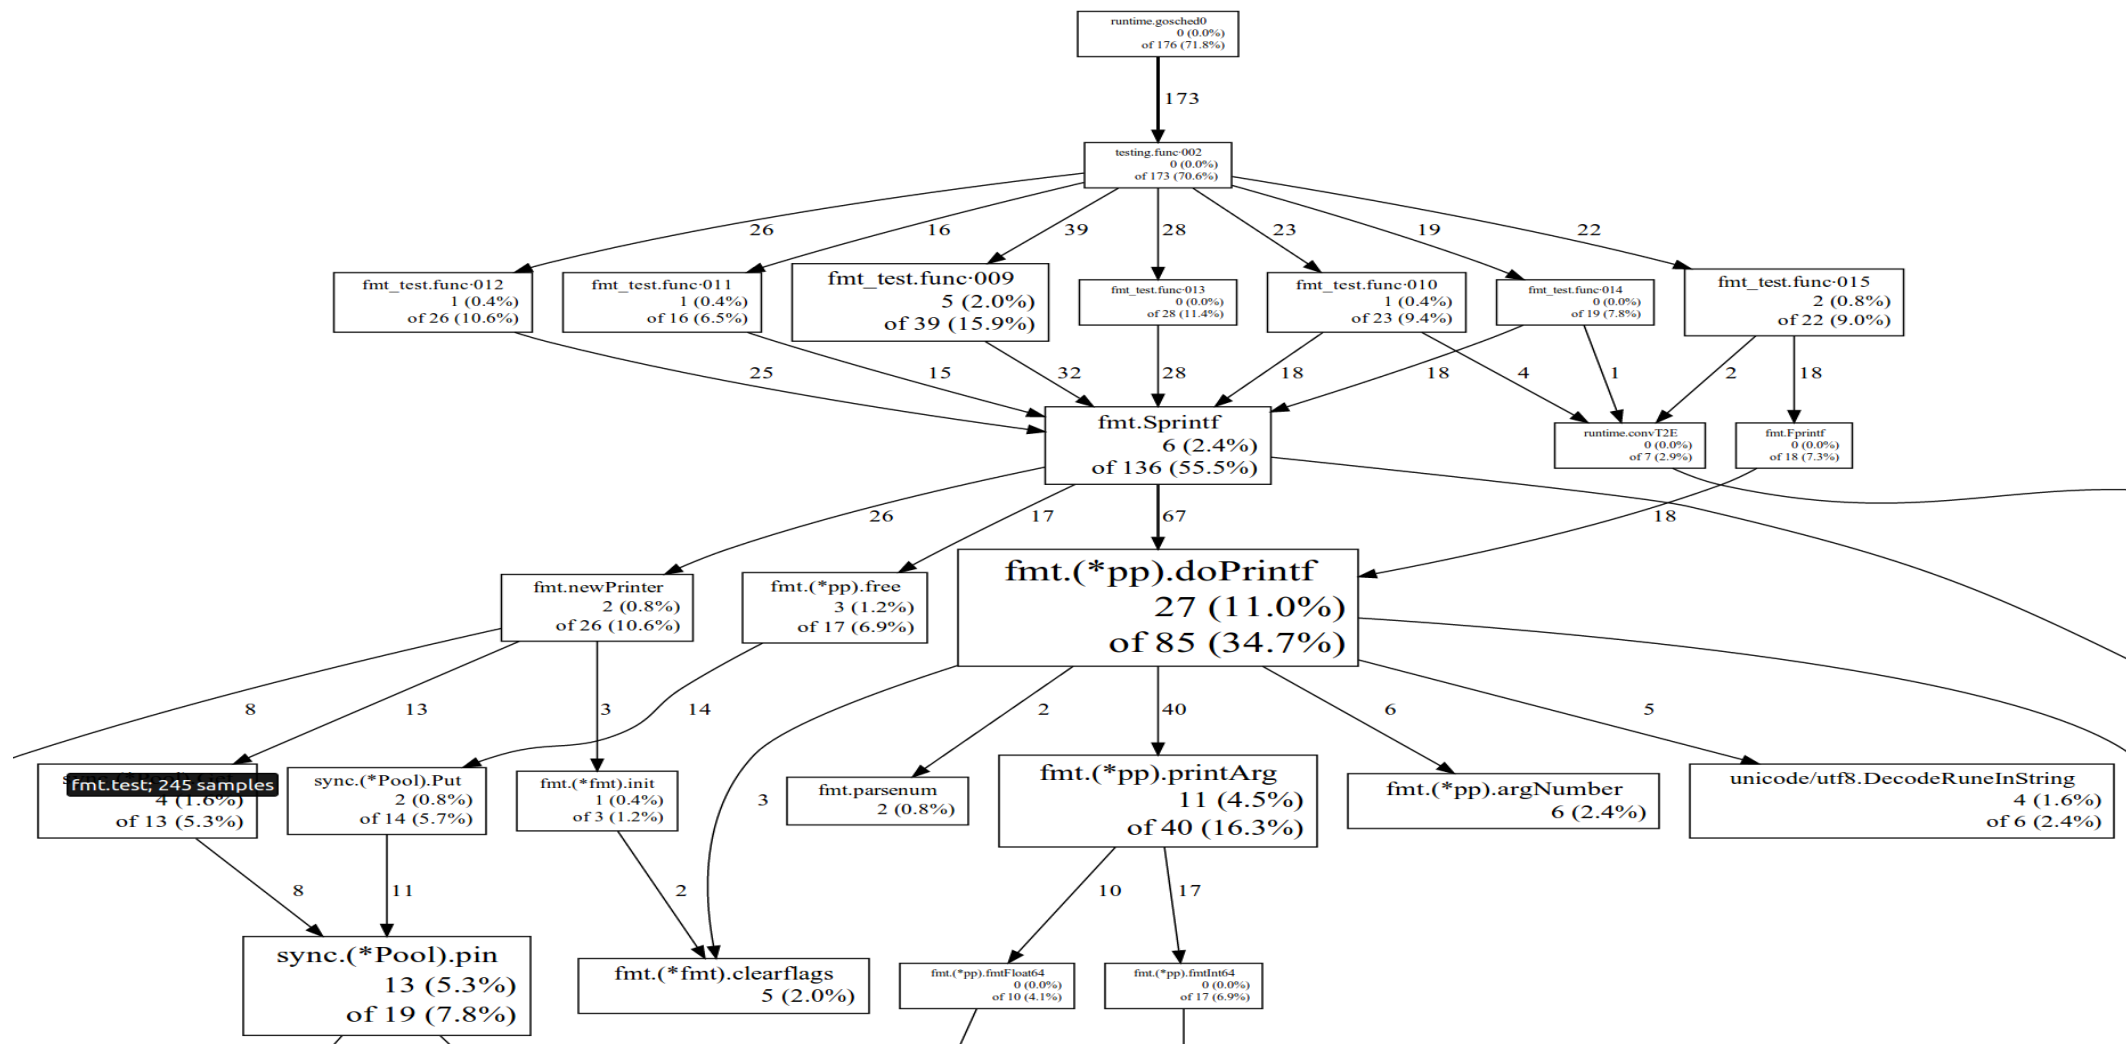 runtime.gosched0
0 (0.0%)
of 176 (71.8%)
173
testing.func·002
0 (0.0%)
of 173 (70.6%)
26
16
39
28
23
19
22
fmt_test.func·012
1 (0.4%)
of 26 (10.6%)
fmt_test.func·011
1 (0.4%)
of 16 (6.5%)
fmt_test.func·009
5 (2.0%)
of 39 (15.9%)
fmt_test.func·013
0 (0.0%)
of 28 (11.4%)
fmt_test.func·010
1 (0.4%)
of 23 (9.4%)
fmt_test.func·014
0 (0.0%)
of 19 (7.8%)
fmt_test.func·015
2 (0.8%)
of 22 (9.0%)
25
15
32
28
18
18
4
1
2
18
fmt.Sprintf
6 (2.4%)
of 136 (55.5%)
runtime.convT2E
0 (0.0%)
of 7 (2.9%)
fmt.Fprintf
0 (0.0%)
of 18 (7.3%)
26
17
67
18
fmt.newPrinter
2 (0.8%)
of 26 (10.6%)
fmt.(*pp).free
3 (1.2%)
of 17 (6.9%)
fmt.(*pp).doPrintf
27 (11.0%)
of 85 (34.7%)
8
13
3
14
3
2
40
6
5
fmt.test; 245 samples
4 (1.6%)
of 13 (5.3%)
sync.(*Pool).Put
2 (0.8%)
of 14 (5.7%)
fmt.(*fmt).init
1 (0.4%)
of 3 (1.2%)
fmt.parsenum
2 (0.8%)
fmt.(*pp).printArg
11 (4.5%)
of 40 (16.3%)
fmt.(*pp).argNumber
6 (2.4%)
unicode/utf8.DecodeRuneInString
4 (1.6%)
of 6 (2.4%)
8
11
2
10
17
sync.(*Pool).pin
13 (5.3%)
of 19 (7.8%)
fmt.(*fmt).clearflags
5 (2.0%)
fmt.(*pp).fmtFloat64
0 (0.0%)
of 10 (4.1%)
fmt.(*pp).fmtInt64
0 (0.0%)
of 17 (6.9%)